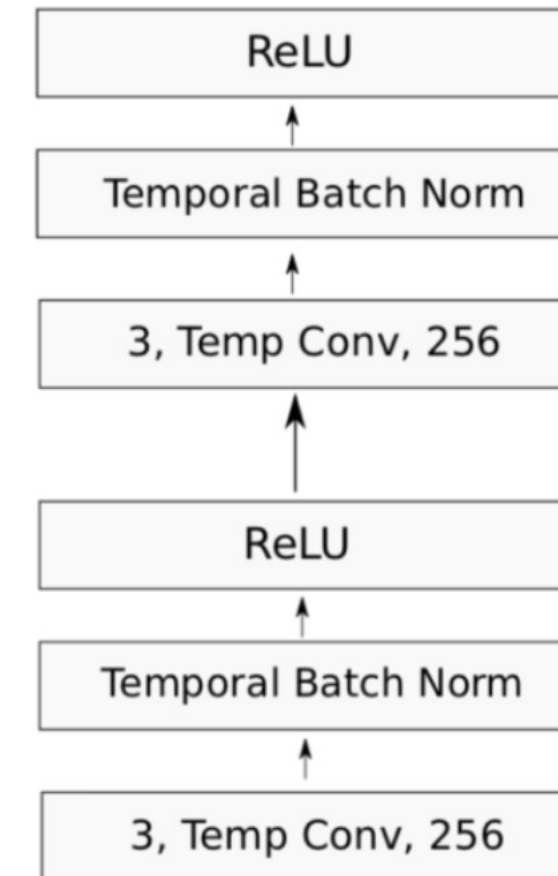 ReLU
Temporal Batch Norm
3, Temp Conv, 256
ReLU
Temporal Batch Norm
3, Temp Conv, 256